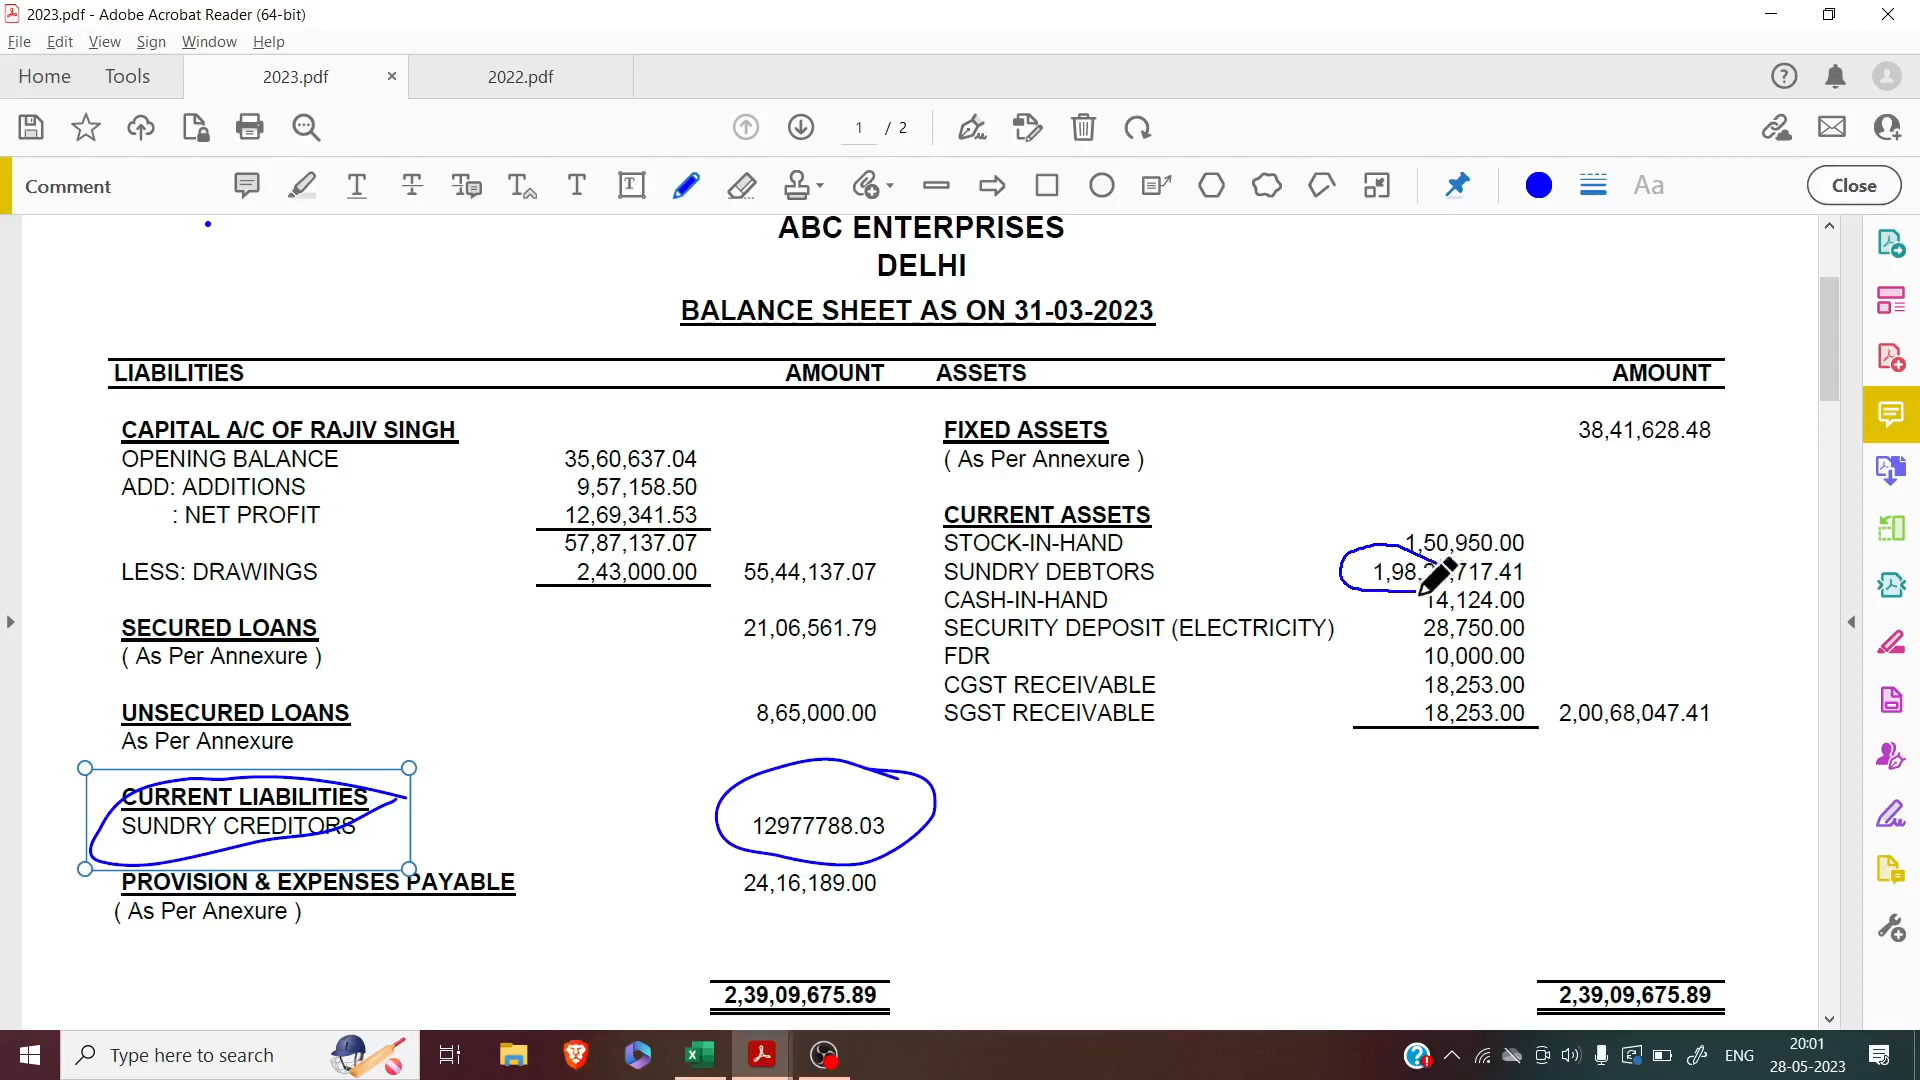 2023.pdf - Adobe Acrobat Reader (64-bit)
File Edit View Sign Window Help
Home Tools 2023.pdf × 2022.pdf
1 / 2
Comment
Aa
Close
ABC ENTERPRISES
DELHI
BALANCE SHEET AS ON 31-03-2023
LIABILITIES AMOUNT ASSETS AMOUNT
CAPITAL A/C OF RAJIV SINGH FIXED ASSETS 38,41,628.48
OPENING BALANCE 35,60,637.04 ( As Per Annexure )
ADD: ADDITIONS 9,57,158.50
: NET PROFIT 12,69,341.53 CURRENT ASSETS
57,87,137.07 STOCK-IN-HAND 1,50,950.00
LESS: DRAWINGS 2,43,000.00 55,44,137.07 SUNDRY DEBTORS
CASH-IN-HAND 14,124.00
SECURED LOANS 21,06,561.79 SECURITY DEPOSIT (ELECTRICITY) 28,750.00
( As Per Annexure ) FDR 10,000.00
CGST RECEIVABLE 18,253.00
UNSECURED LOANS 8,65,000.00 SGST RECEIVABLE 18,253.00 2,00,68,047.41
As Per Annexure
CURRENT LIABILITIES
SUNDRY CREDITORS 12977788.03
PROVISION & EXPENSES PAYABLE 24,16,189.00
( As Per Anexure )
2,39,09,675.89 2,39,09,675.89
Type here to search
ENG
20:01
28-05-2023